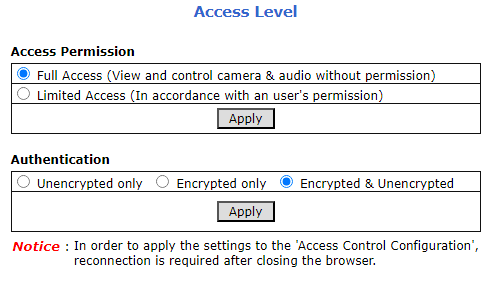 Access Level
Access Permission
Full Access (View and control camera & audio without permission)
Limited Access (In accordance with an user's permission)
Apply
Authentication
Unencrypted only Encrypted only Encrypted & Unencrypted
Apply
Notice : In order to apply the settings to the 'Access Control Configuration',
reconnection is required after closing the browser.